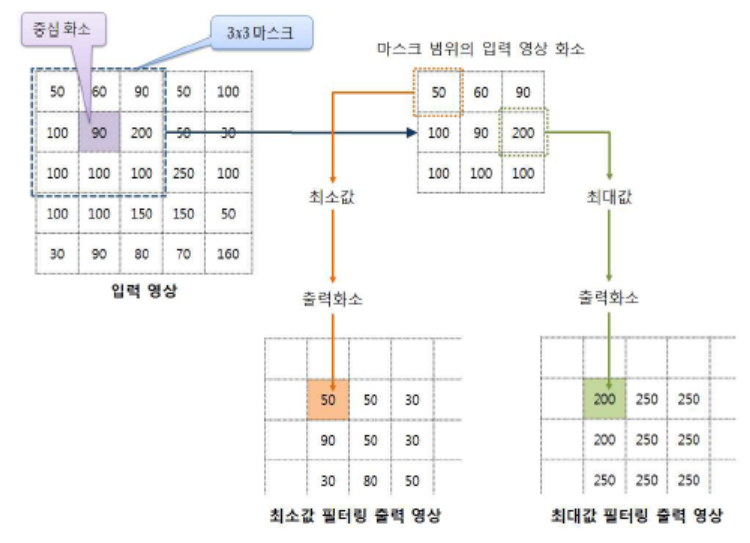 중심 화소
3x3 마스크
마스크 범위의 입력 영상 화소
50 60 90 50 100
100 90 200 50 30
100 100 100 250 100
100 100 150 150 50
30 90 80 70 160
입력 영상
50 60 90
100 90 200
100 100 100
최소값
최대값
출력화소
출력화소
50 50 30
90 50 30
30 80 50
최소값 필터링 출력 영상
200 250 250
200 250 250
250 250 250
최대값 필터링 출력 영상